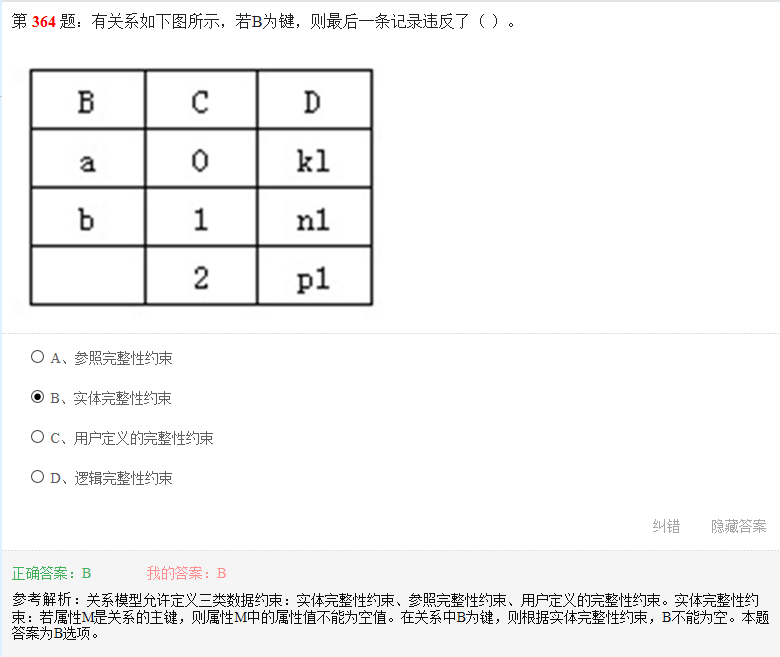 第 364 题：有关系如下图所示，若B为键，则最后一条记录违反了（ ）。
B C D
a 0 k1
b 1 n1
2 p1
A、参照完整性约束
B、实体完整性约束
C、用户定义的完整性约束
D、逻辑完整性约束
纠错 隐藏答案
正确答案：B 我的答案：B
参考解析：关系模型允许定义三类数据约束：实体完整性约束、参照完整性约束、用户定义的完整性约束。实体完整性约
束：若属性M是关系的主键，则属性M中的属性值不能为空值。在关系中B为键，则根据实体完整性约束，B不能为空。本题
答案为B选项。